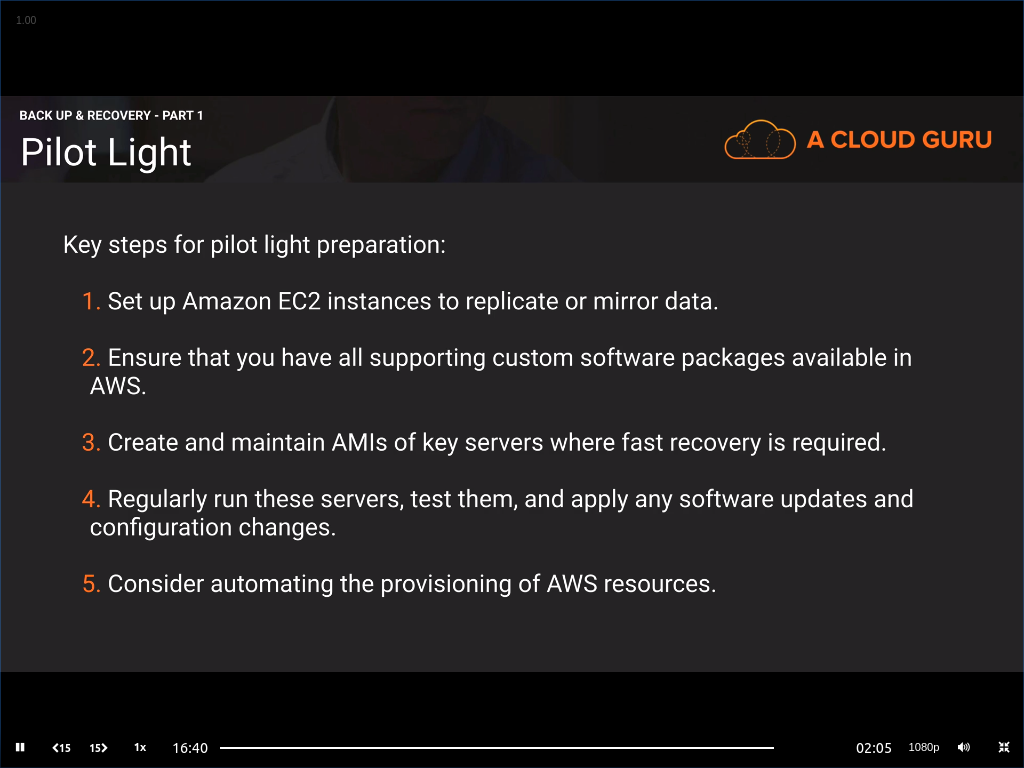 1.00
BACK UP & RECOVERY - PART 1
Pilot Light
A CLOUD GURU
Key steps for pilot light preparation:
1. Set up Amazon EC2 instances to replicate or mirror data.
2. Ensure that you have all supporting custom software packages available in
AWS.
3. Create and maintain AMIs of key servers where fast recovery is required.
4. Regularly run these servers, test them, and apply any software updates and
configuration changes.
5. Consider automating the provisioning of AWS resources.
15 15 1x 16:40 02:05 1080p